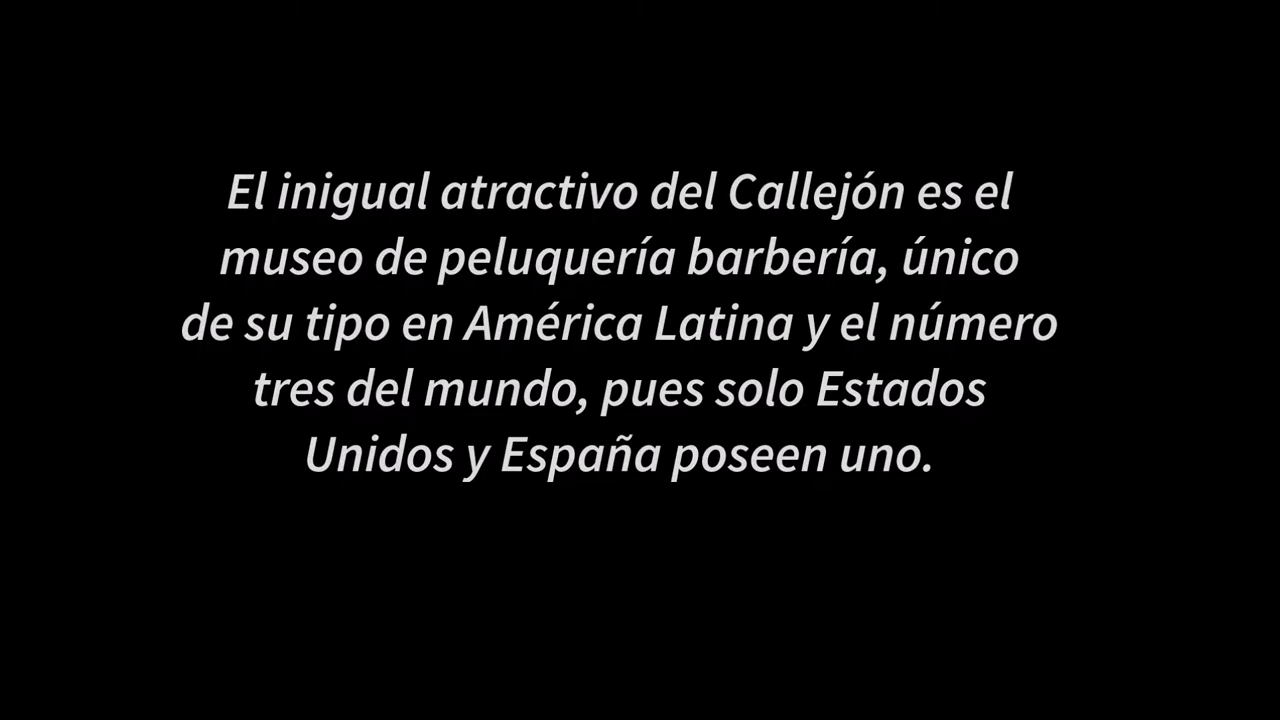 El inigual atractivo del Callejón es el
museo de peluquería barbería, único
de su tipo en América Latina y el número
tres del mundo, pues solo Estados
Unidos y España poseen uno.